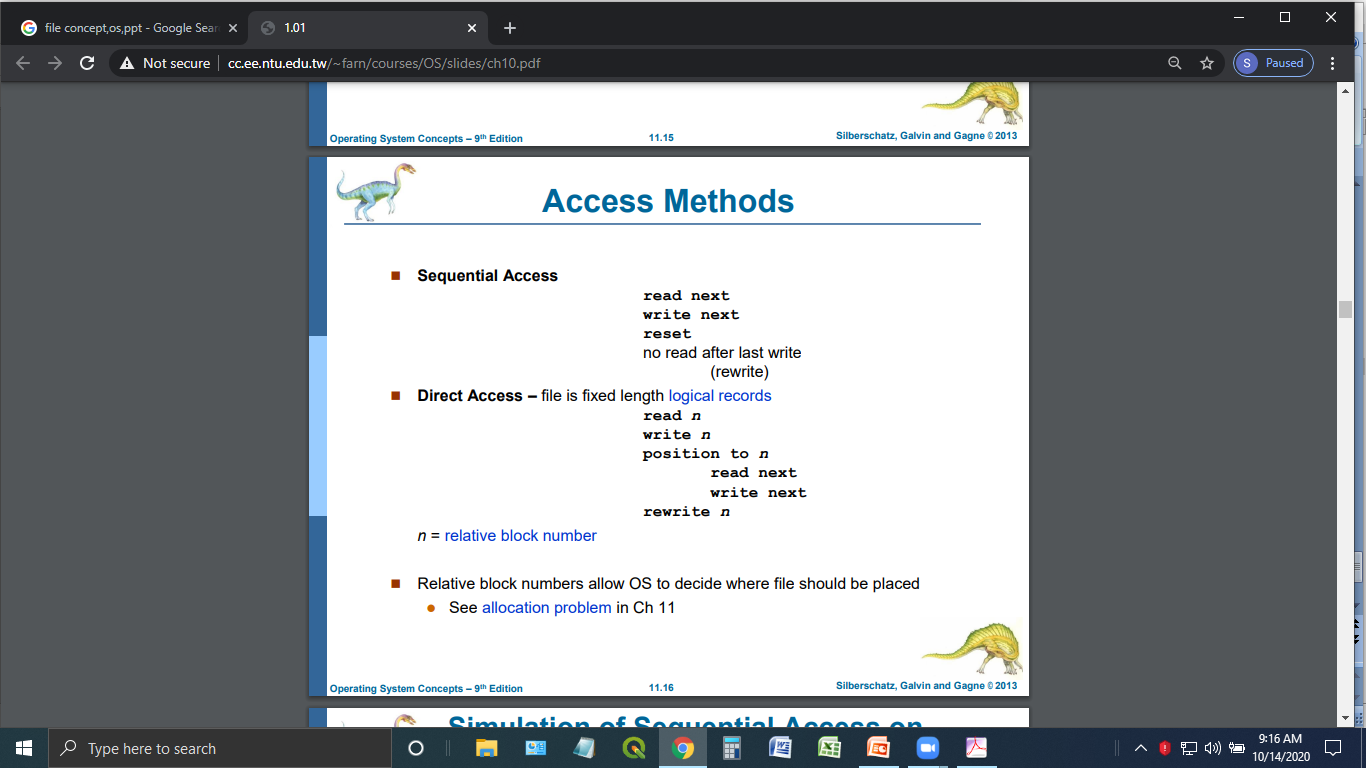 file concept,os,ppt - Google Sear
1.01
Not secure
cc.ee.ntu.edu.tw/~farn/courses/OS/slides/ch10.pdf
S
Paused
Operating System Concepts – 9th Edition
11.15
Silberschatz, Galvin and Gagne © 2013
Access Methods
Sequential Access
read next
write next
reset
no read after last write
(rewrite)
Direct Access – file is fixed length logical records
read n
write n
position to n
read next
write next
rewrite n
n = relative block number
Relative block numbers allow OS to decide where file should be placed
See allocation problem in Ch 11
Operating System Concepts – 9th Edition
11.16
Silberschatz, Galvin and Gagne © 2013
Simulation of Sequential Access on
Type here to search
9:16 AM
10/14/2020